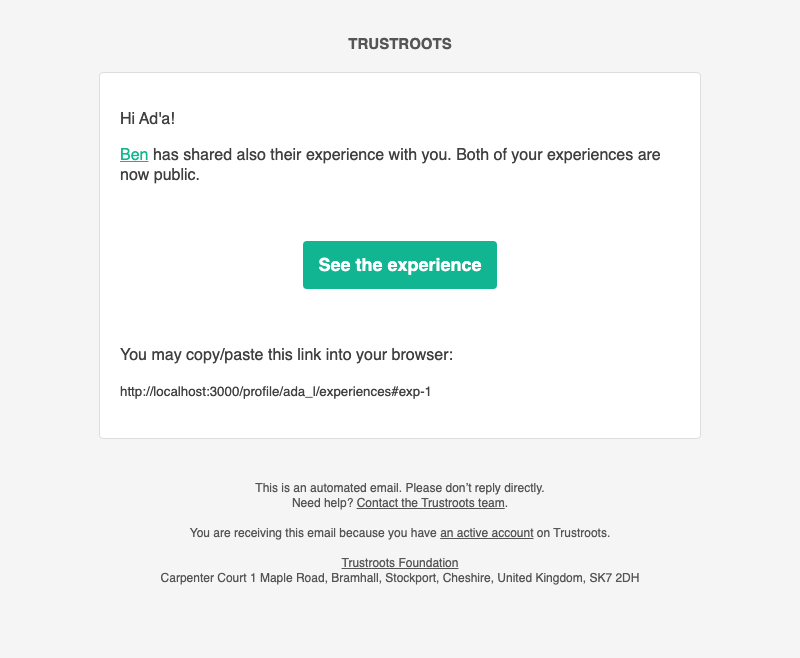 TRUSTROOTS
Hi Ad'a!
Ben has shared also their experience with you. Both of your experiences are
now public.
See the experience
You may copy/paste this link into your browser:
http://localhost:3000/profile/ada_l/experiences#exp-1
This is an automated email. Please don’t reply directly.
Need help? Contact the Trustroots team.
You are receiving this email because you have an active account on Trustroots.
Trustroots Foundation
Carpenter Court 1 Maple Road, Bramhall, Stockport, Cheshire, United Kingdom, SK7 2DH